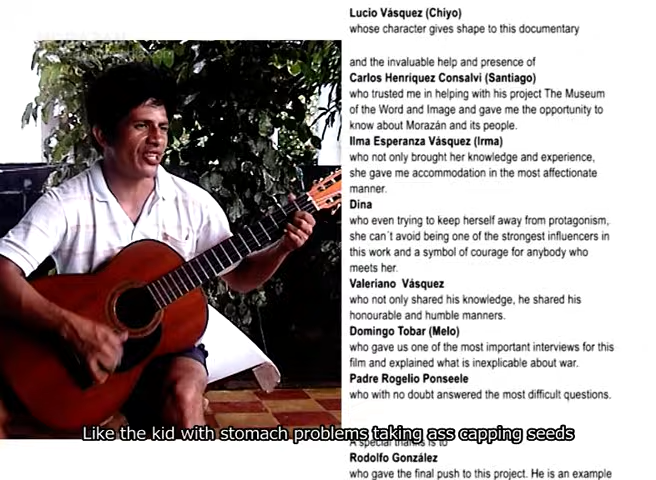 Lucio Vásquez (Chiyo)
whose character gives shape to this documentary
and the invaluable help and presence of
Carlos Henríquez Consalvi (Santiago)
who trusted me in helping with his project The Museum
of the Word and Image and gave me the opportunity to
know about Morazán and its people.
Ilma Esperanza Vásquez (Irma)
who not only brought her knowledge and experience,
she gave me accommodation in the most affectionate
manner.
Dina
who even trying to keep herself away from protagonism,
she can´t avoid being one of the strongest influencers in
this work and a symbol of courage for anybody who
meets her.
Valeriano Vásquez
who not only shared his knowledge, he shared his
honourable and humble manners.
Domingo Tobar (Melo)
who gave us one of the most important interviews for this
film and explained what is inexplicable about war.
Padre Rogelio Ponseele
who with no doubt answered the most difficult questions.
Like the kid with stomach problems taking ass capping seeds
A special thanks is to
Rodolfo González
who gave the final push to this project. He is an example